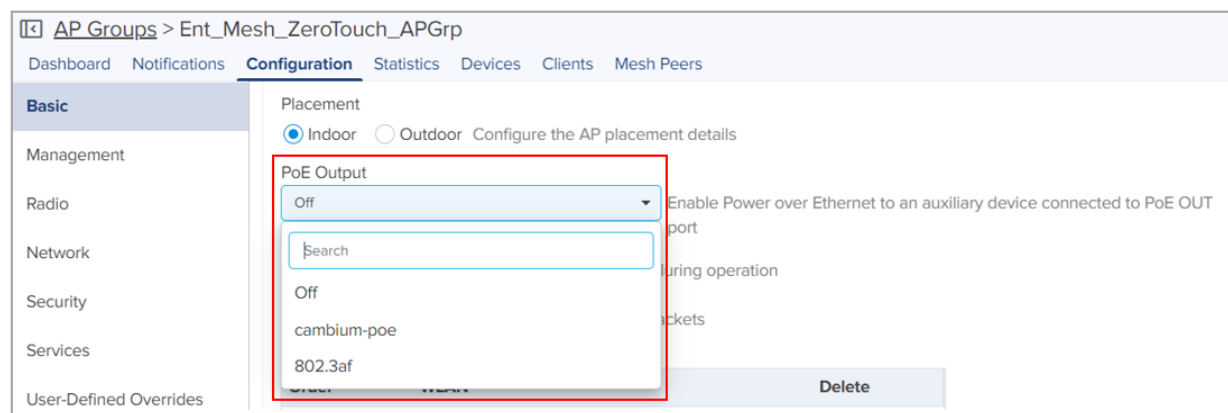 AP Groups > Ent_Mesh_ZeroTouch_APGrp
Dashboard Notifications Configuration Statistics Devices Clients Mesh Peers
Basic
Management
Radio
Network
Security
Services
User-Defined Overrides
Placement
Indoor Outdoor Configure the AP placement details
PoE Output
Off
Enable Power over Ethernet to an auxiliary device connected to PoE OUT
port
Search
during operation
Off
cambium-poe
802.3af
WLAN Delete